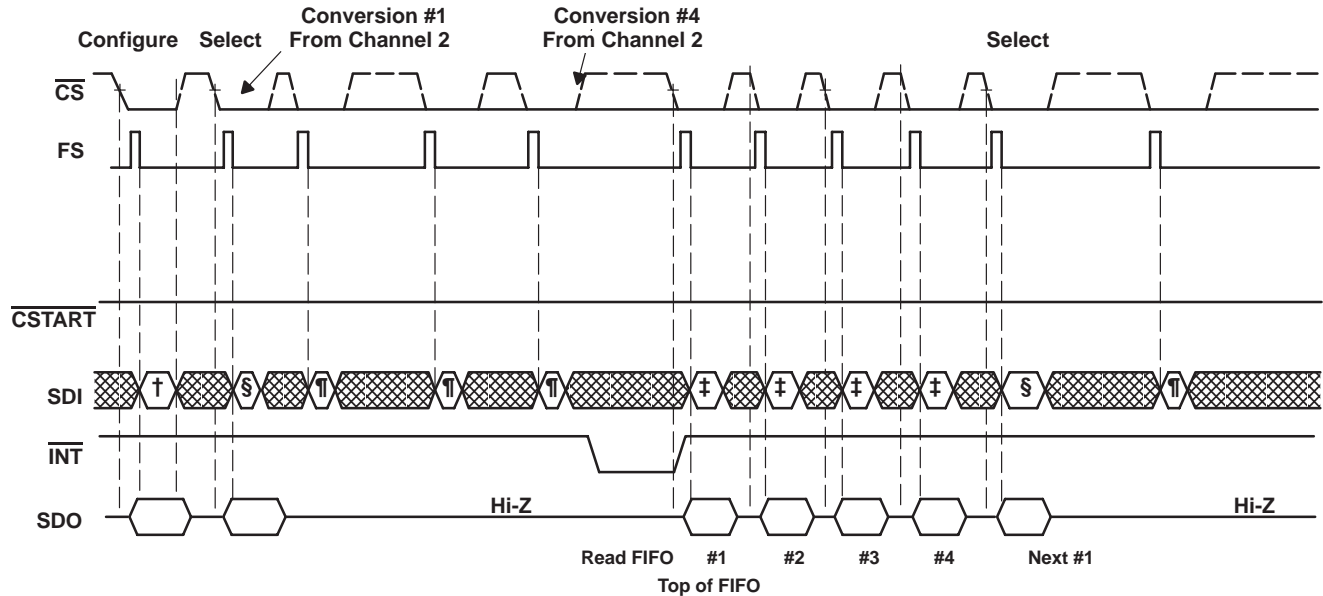 Conversion #1
From Channel 2
Conversion #4
From Channel 2
Configure
Select
Select
CS
FS
CSTART
SDI
†
§
¶
¶
¶
‡
‡
‡
‡
§
¶
INT
Hi-Z
Hi-Z
SDO
Read FIFO
#1
#2
#3
#4
Next #1
Top of FIFO